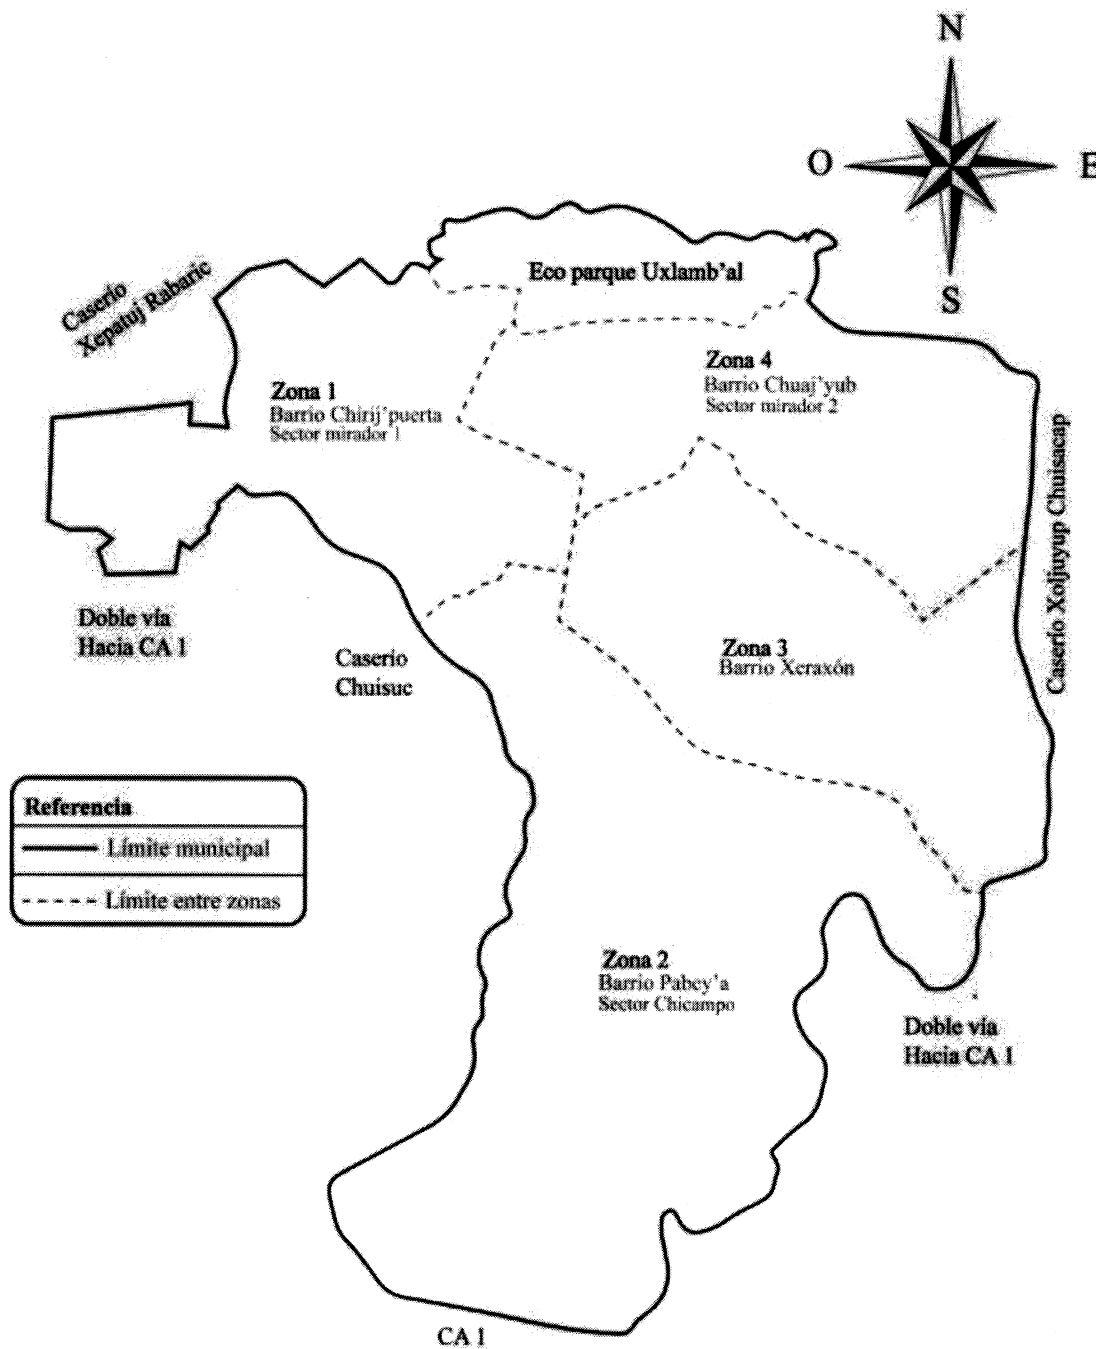 N
O
E
S
Eco parque Uxlamb'al
Caserío
Xepatuj Rabaric
Zona 4
Barrio Chuaj'yub
Sector mirador 2
Zona 1
Barrio Chirij'puerta
Sector mirador 1
Caserío Xoljuyup Chuisacap
Doble vía
Hacia CA 1
Caserío
Chuisuc
Zona 3
Barrio Xeraxón
Referencia
Límite municipal
Límite entre zonas
Zona 2
Barrio Pabey'a
Sector Chicampo
Doble vía
Hacia CA 1
CA 1